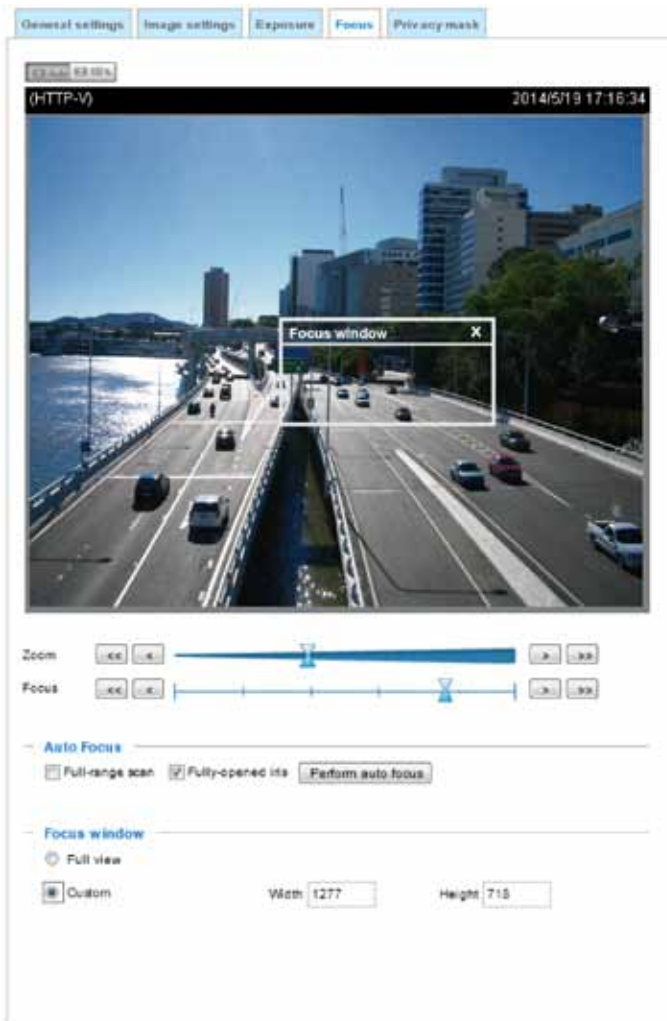 General settings Image settings Exposure Focus Privacy mask
(HTTP-V) 2014/5/19 17:16:34
Focus window X
Zoom << < > >>
Focus << < > >>
Auto Focus
Full-range scan Fully-opened iris Perform auto focus
Focus window
Full view
Custom Width 1277 Height 718